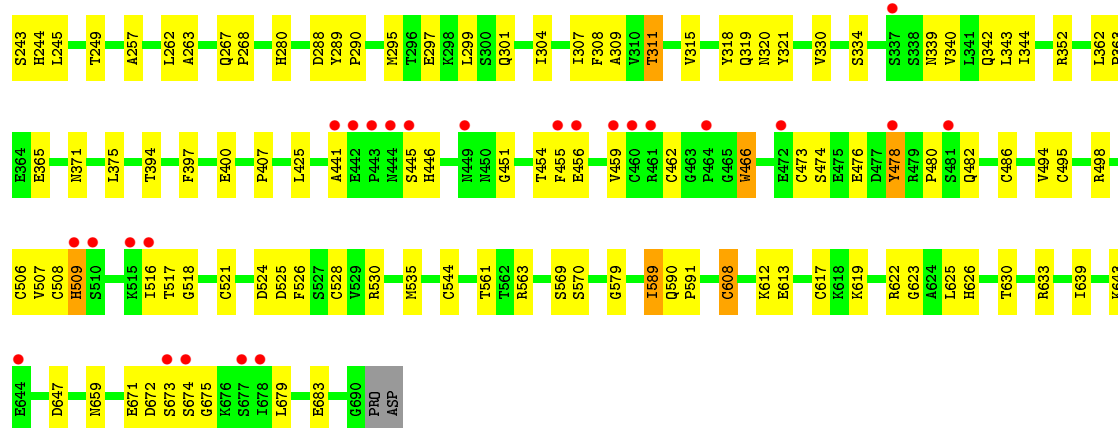 S243 H244 L245 T249 A257 L262 A263 Q267 P268 H280 D288 Y289 P290 M295 T296 E297 K298 L299 S300 Q301 I304 I307 F308 A309 V310 T311 V315 Y318 Q319 N320 Y321 V330 S334 S337 S338 N339 V340 L341 Q342 L343 I344 R352 L362 P363
E364 E365 N371 L375 T394 F397 E400 P407 L425 A441 E442 P443 N444 S445 H446 N449 N450 G451 T454 F455 E456 V459 C460 R461 C462 G463 P464 G465 W466 E472 C473 S474 E475 E476 D477 Y478 R479 P480 S481 Q482 C486 V494 C495 R498
C506 V507 C508 H509 S510 K515 I516 T517 G518 C521 D524 D525 F526 S527 C528 V529 R530 M535 C544 T561 T562 R563 S569 S570 G579 I589 Q590 P591 C608 K612 E613 C617 K618 K619 R622 G623 A624 L625 H626 T630 R633 I639 K643
E644 D647 N659 E671 D672 S673 S674 G675 K676 S677 I678 L679 E683 G690 PRO ASP